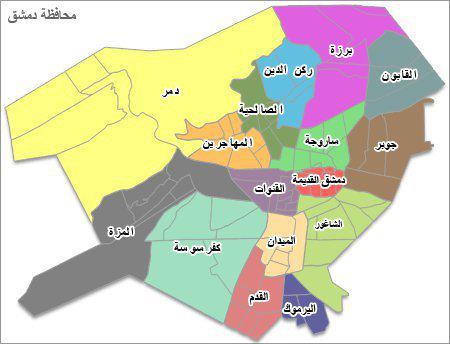 محافظة دمشق
برزة
ركن الدين
القابون
دمر
الصالحية
المهاجرين
ساروجة
جوبر
دمشق القديمة
القنوات
الشاغور
المزة
الميدان
كفرسوسة
القدم
اليرموك